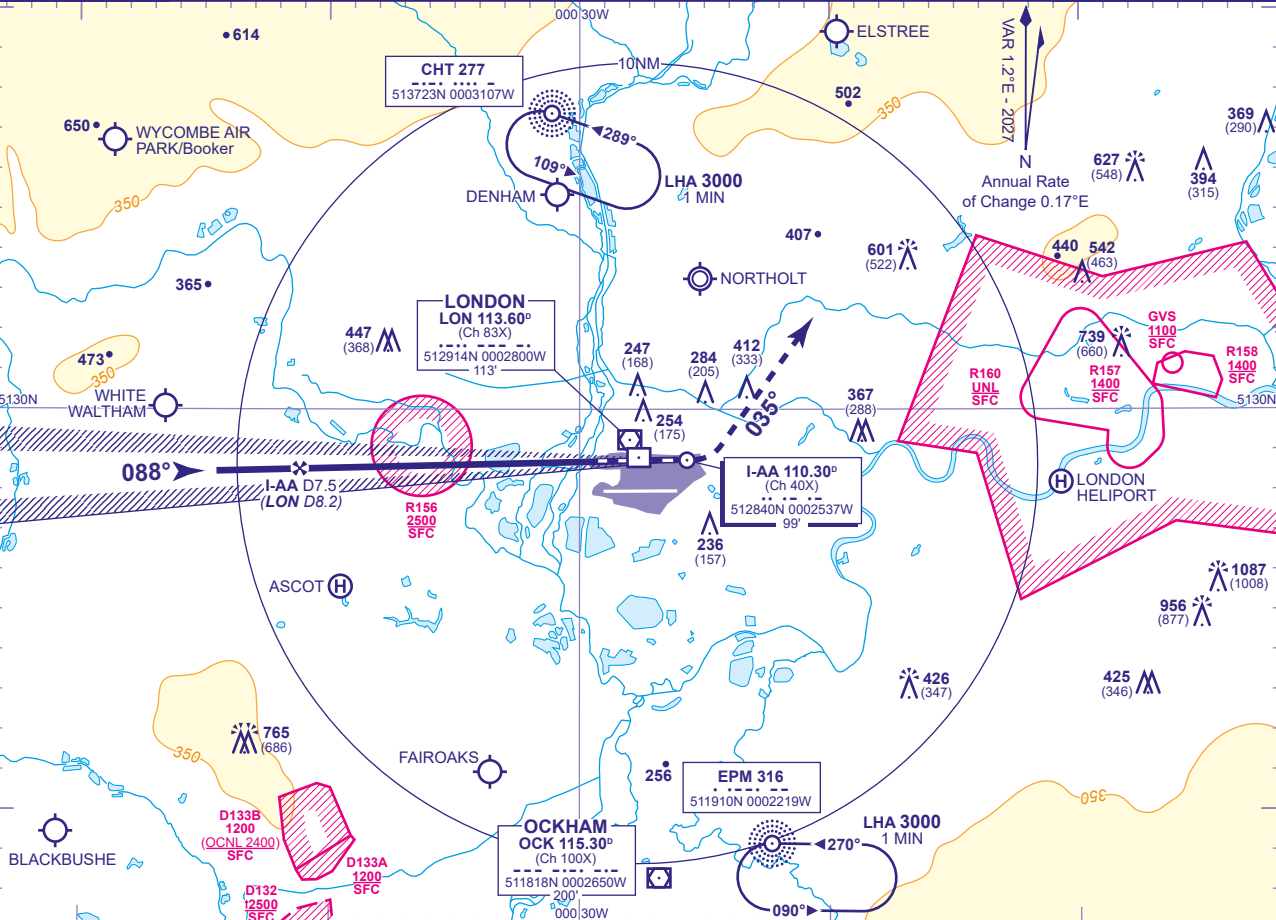 614
000 30W
ELSTREE
VAR 1.2°E - 2027
CHT 277
513723N 0003107W
10NM
502
350
650
WYCOMBE AIR
PARK/Booker
350
289°
109°
LHA 3000
1 MIN
DENHAM
N
Annual Rate
of Change 0.17°E
627
(548)
369
(290)
394
(315)
407
601
(522)
440
542
(463)
365
NORTHOLT
LONDON
LON 113.60ᴰ
(Ch 83X)
512914N 0002800W
113'
447
(368)
247
(168)
284
(205)
412
(333)
739
(660)
GVS
1100
SFC
R158
1400
SFC
R157
1400
SFC
R160
UNL
SFC
473
350
WHITE
WALTHAM
5130N
5130N
254
(175)
035°
367
(288)
088°
I-AA D7.5
(LON D8.2)
R156
2500
SFC
I-AA 110.30ᴰ
(Ch 40X)
512840N 0002537W
99'
H
LONDON
HELIPORT
236
(157)
ASCOT
H
1087
(1008)
956
(877)
426
(347)
425
(346)
765
(686)
350
FAIROAKS
256
EPM 316
511910N 0002219W
350
D133B
1200
(OCNL 2400)
SFC
D133A
1200
SFC
BLACKBUSHE
OCKHAM
OCK 115.30ᴰ
(Ch 100X)
511818N 0002650W
200'
LHA 3000
1 MIN
270°
090°
D132
2500
SFC
000 30W